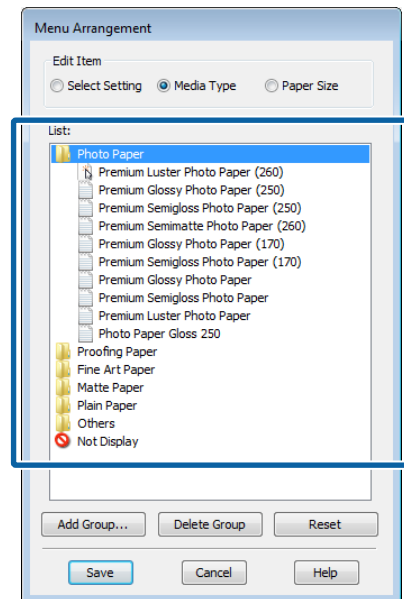 Menu Arrangement
Edit Item
Select Setting Media Type Paper Size
List:
Photo Paper
Premium Luster Photo Paper (260)
Premium Glossy Photo Paper (250)
Premium Semigloss Photo Paper (250)
Premium Semimatte Photo Paper (260)
Premium Glossy Photo Paper (170)
Premium Semigloss Photo Paper (170)
Premium Glossy Photo Paper
Premium Semigloss Photo Paper
Premium Luster Photo Paper
Photo Paper Gloss 250
Proofing Paper
Fine Art Paper
Matte Paper
Plain Paper
Others
Not Display
Add Group... Delete Group Reset
Save Cancel Help